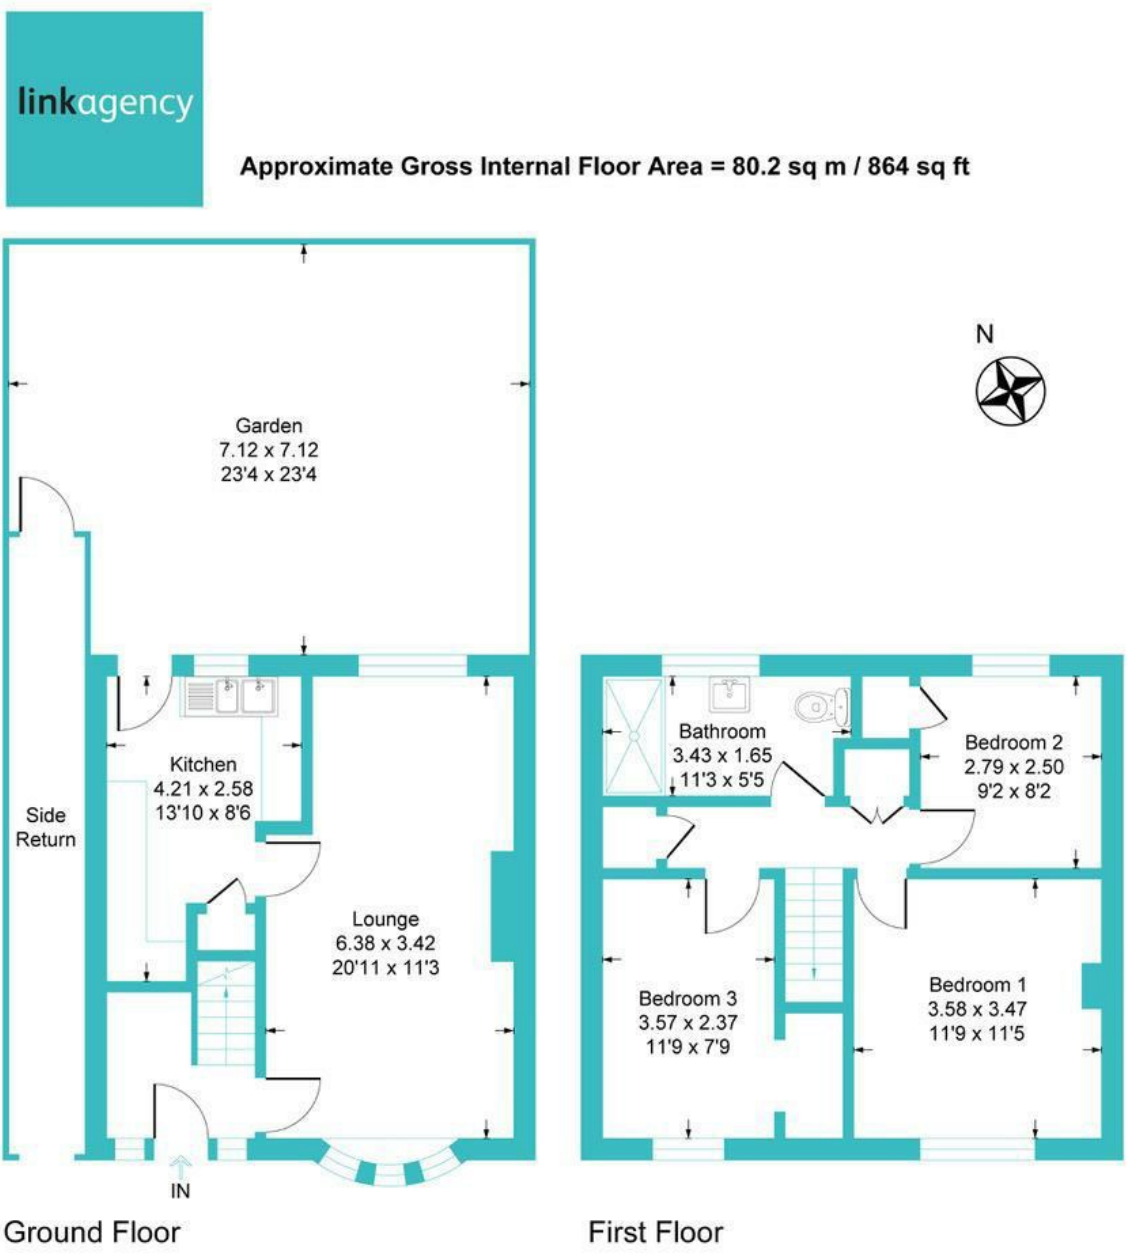 linkagency
Approximate Gross Internal Floor Area = 80.2 sq m / 864 sq ft
N
Garden
7.12 x 7.12
23'4 x 23'4
Side
Return
Kitchen
4.21 x 2.58
13'10 x 8'6
Lounge
6.38 x 3.42
20'11 x 11'3
IN
Ground Floor
Bathroom
3.43 x 1.65
11'3 x 5'5
Bedroom 2
2.79 x 2.50
9'2 x 8'2
Bedroom 3
3.57 x 2.37
11'9 x 7'9
Bedroom 1
3.58 x 3.47
11'9 x 11'5
First Floor